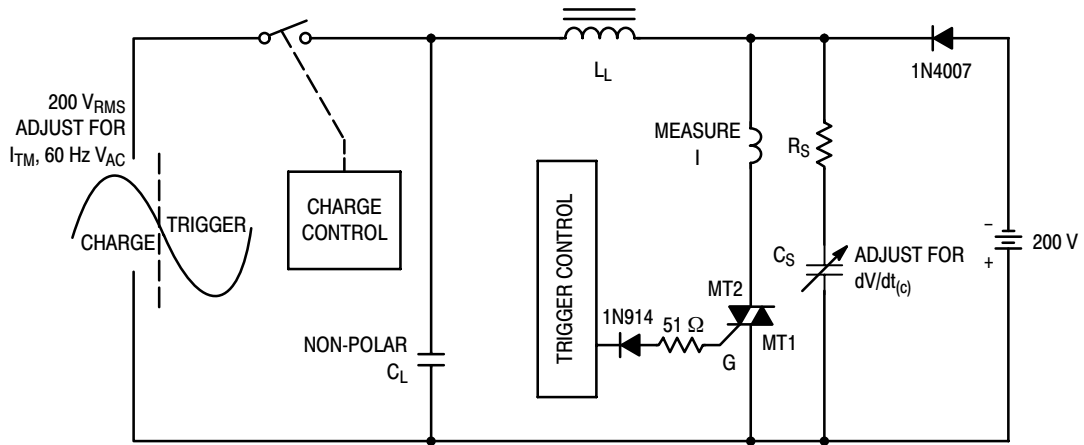 200 V_RMS
ADJUST FOR
I_TM, 60 Hz V_AC
CHARGE
TRIGGER
CHARGE
CONTROL
NON-POLAR
C_L
L_L
TRIGGER CONTROL
MEASURE
I
R_S
1N4007
–
+
200 V
C_S
ADJUST FOR
dV/dt_(c)
MT2
1N914
51 Ω
MT1
G